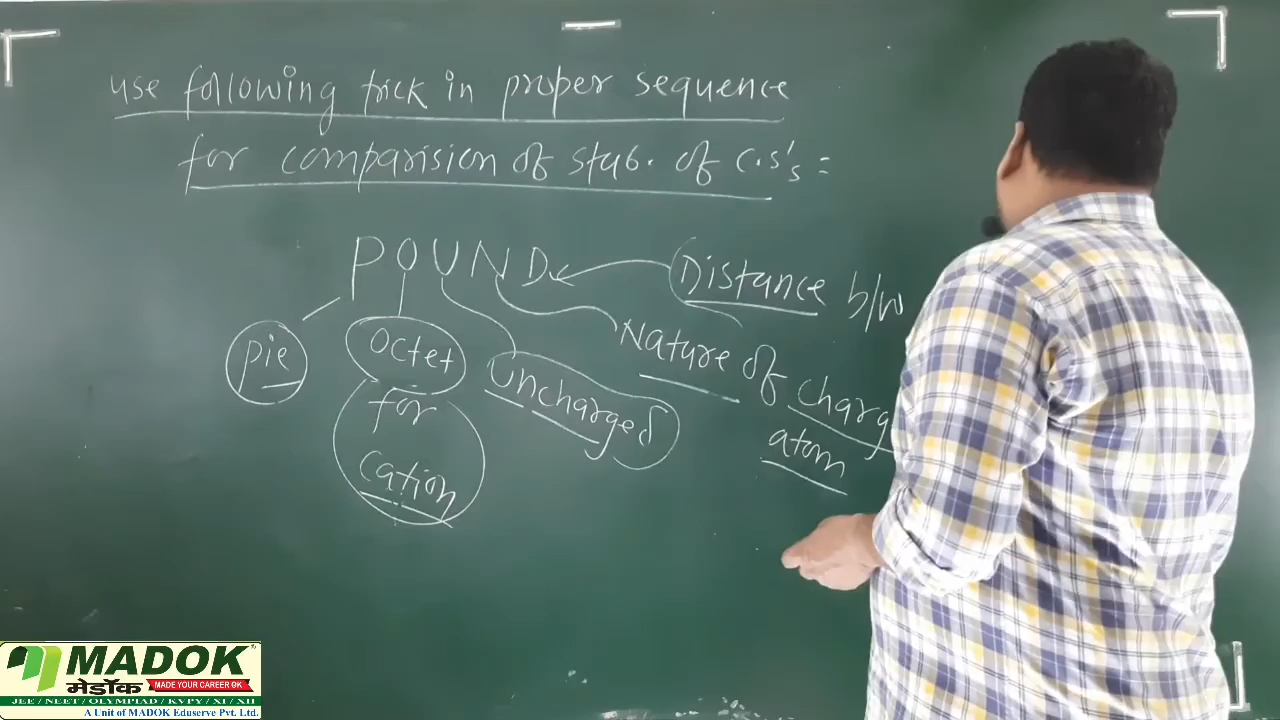 use following trick in proper sequence
for comparision of stab. of C.S's =
POUND
Distance b/w
Nature of charg
atom
pie
octet
for
cation
Uncharged
MADOK
मेडॉक MADE YOUR CAREER OK
JEE / NEET / OLYMPIAD / KVPY / XI / XII
A Unit of MADOK Eduserve Pvt. Ltd.